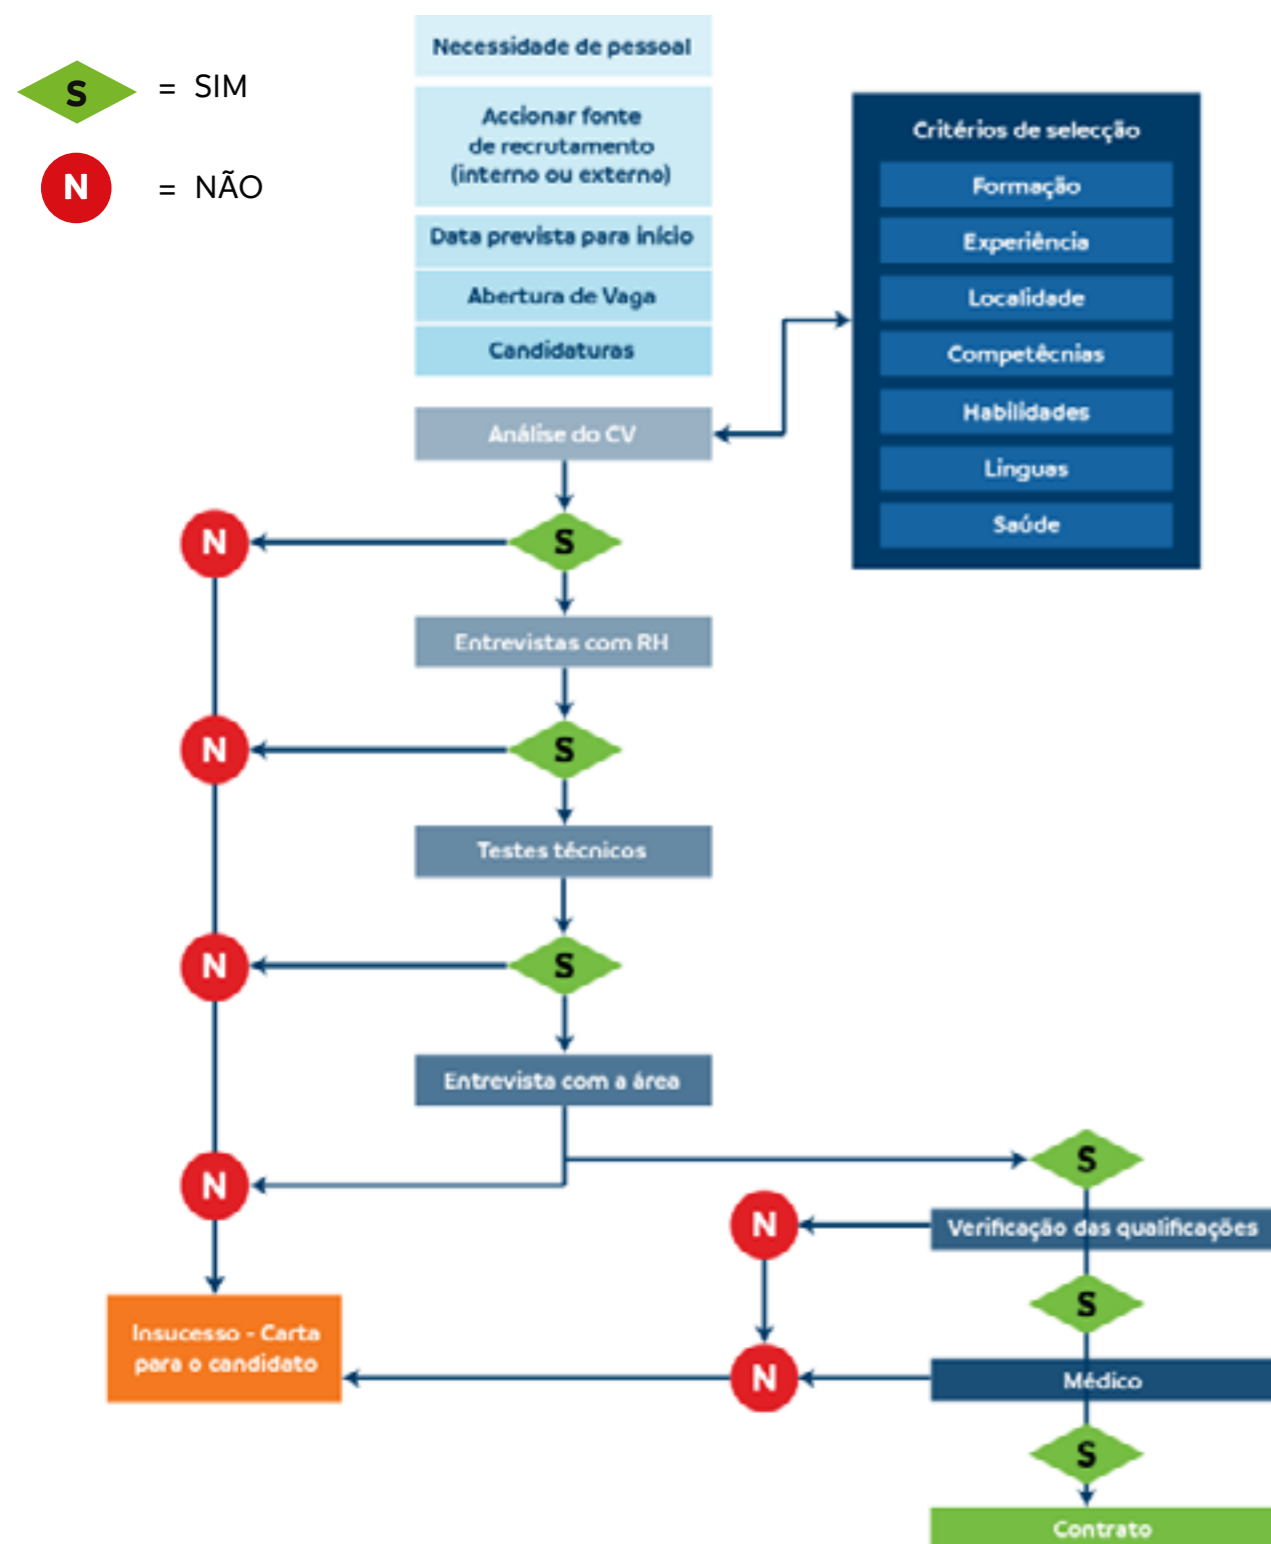 S = SIM
N = NÃO
Necessidade de pessoal
Accionar fonte
de recrutamento
(interno ou externo)
Data prevista para início
Abertura de Vaga
Candidaturas
Critérios de selecção
Formação
Experiência
Localidade
Competêcnias
Habilidades
Linguas
Saúde
Análise do CV
N
S
Entrevistas com RH
N
S
Testes técnicos
N
S
Entrevista com a área
N
S
N
Verificação das qualificações
S
Insucesso - Carta
para o candidato
N
Médico
S
Contrato